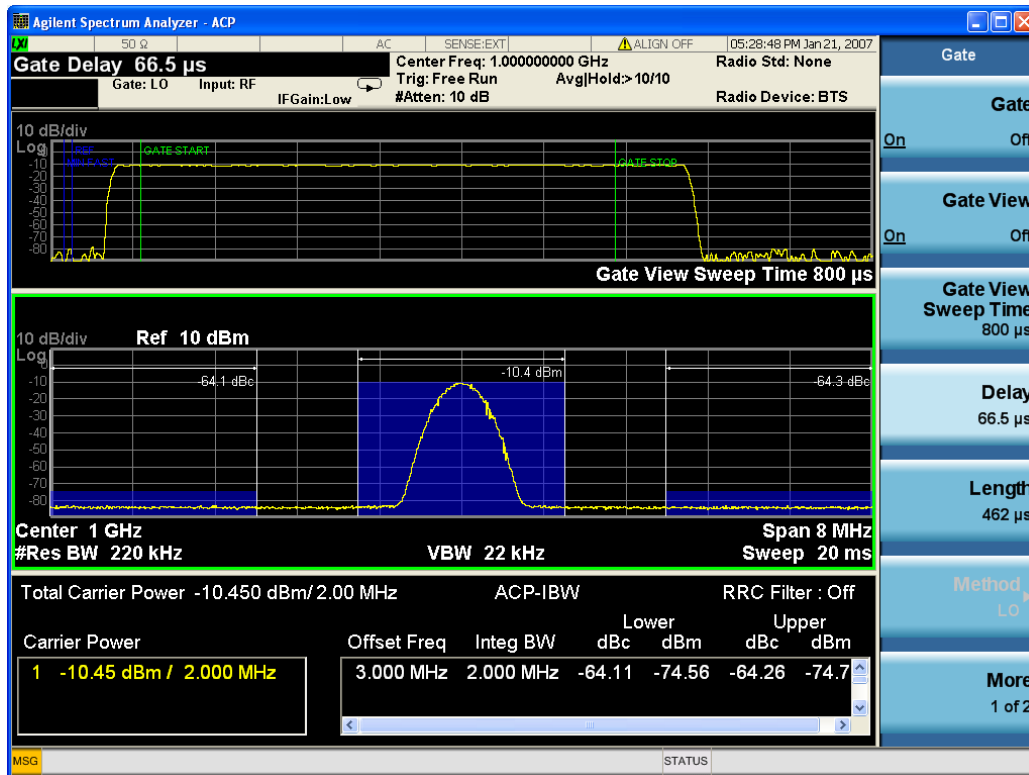 Agilent Spectrum Analyzer - ACP
LXI 50 Ω AC SENSE:EXT ALIGN OFF 05:28:48 PM Jan 21, 2007
Gate Delay 66.5 µs
Gate: LO Input: RF
IFGain:Low
Center Freq: 1.000000000 GHz
Trig: Free Run Avg|Hold:>10/10
#Atten: 10 dB
Radio Std: None
Radio Device: BTS
10 dB/div
Log
GATE START
GATE STOP
-10
-20
-30
-40
-50
-60
-70
-80
Gate View Sweep Time 800 µs
10 dB/div Ref 10 dBm
Log
0
-64.1 dBc
-10.4 dBm
-64.3 dBc
-10
-20
-30
-40
-50
-60
-70
-80
Center 1 GHz Span 8 MHz
#Res BW 220 kHz VBW 22 kHz Sweep 20 ms
Total Carrier Power -10.450 dBm/ 2.00 MHz ACP-IBW RRC Filter : Off
Lower Upper
Carrier Power Offset Freq Integ BW dBc dBm dBc dBm
1 -10.45 dBm / 2.000 MHz 3.000 MHz 2.000 MHz -64.11 -74.56 -64.26 -74.7
MSG STATUS
Gate
Gate
On Off
Gate View
On Off
Gate View
Sweep Time
800 µs
Delay
66.5 µs
Length
462 µs
Method
LO
More
1 of 2